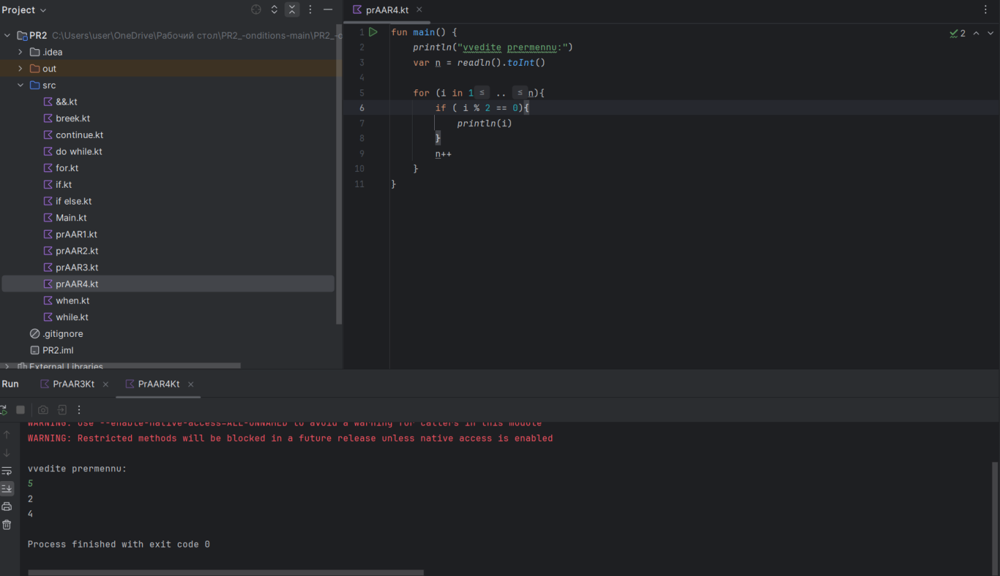 Project
prAAR4.kt
PR2 C:\Users\user\OneDrive\Рабочий стол\PR2_-onditions-main\PR2_-o
.idea
out
src
&&.kt
breek.kt
continue.kt
do while.kt
for.kt
if.kt
if else.kt
Main.kt
prAAR1.kt
prAAR2.kt
prAAR3.kt
prAAR4.kt
when.kt
while.kt
.gitignore
PR2.iml
External Libraries
1 fun main() {
2 println("vvedite prermennu:")
3 var n = readln().toInt()
4
5 for (i in 1 ≤ .. ≤ n){
6 if ( i % 2 == 0){
7 println(i)
8 }
9 n++
10 }
11 }
2
Run PrAAR3Kt PrAAR4Kt
WARNING: Use --enable-native-access=ALL-UNNAMED to avoid a warning for callers in this module
WARNING: Restricted methods will be blocked in a future release unless native access is enabled
vvedite prermennu:
5
2
4
Process finished with exit code 0